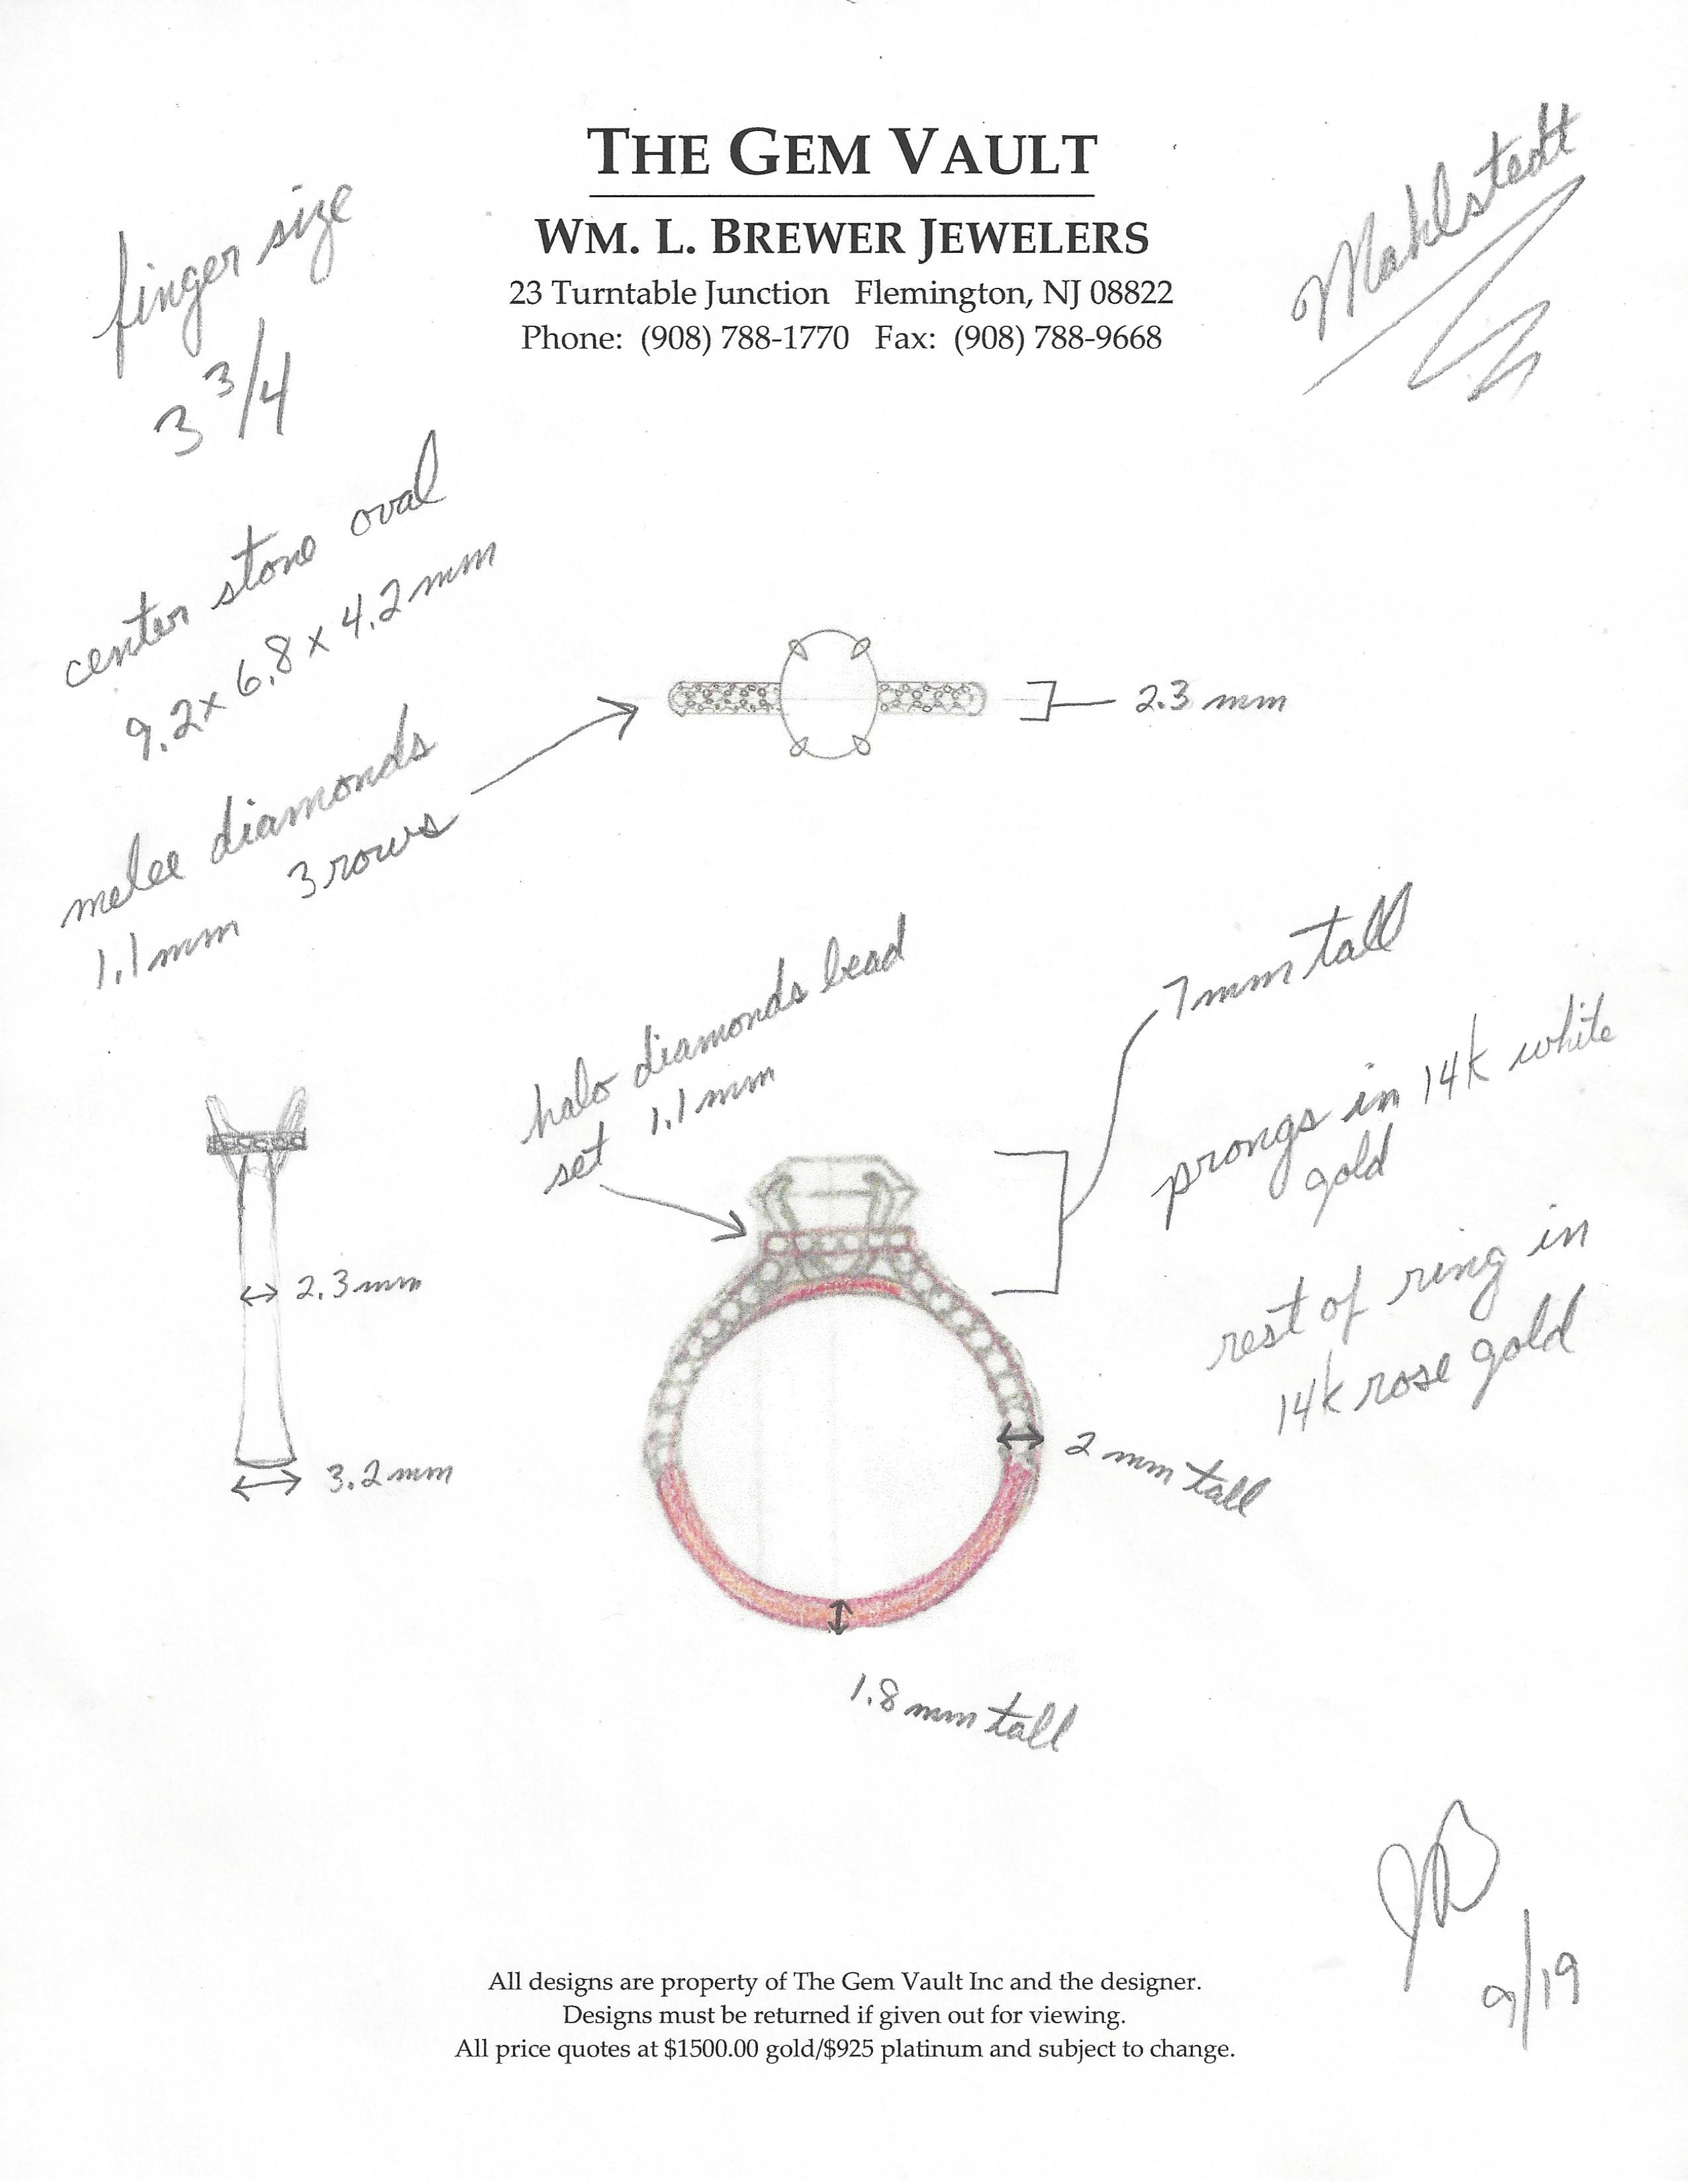 THE GEM VAULT
WM. L. BREWER JEWELERS
23 Turntable Junction Flemington, NJ 08822
Phone: (908) 788-1770 Fax: (908) 788-9668
Mahlstedt
finger size
3 3/4
center stone oval
9.2 x 6.8 x 4.2 mm
melee diamonds
1.1 mm 3 rows
2.3 mm
halo diamonds bead
set 1.1 mm
7 mm tall
prongs in 14k white
gold
rest of ring in
14k rose gold
2.3 mm
3.2 mm
2 mm tall
1.8 mm tall
JB
9/19
All designs are property of The Gem Vault Inc and the designer.
Designs must be returned if given out for viewing.
All price quotes at $1500.00 gold/$925 platinum and subject to change.